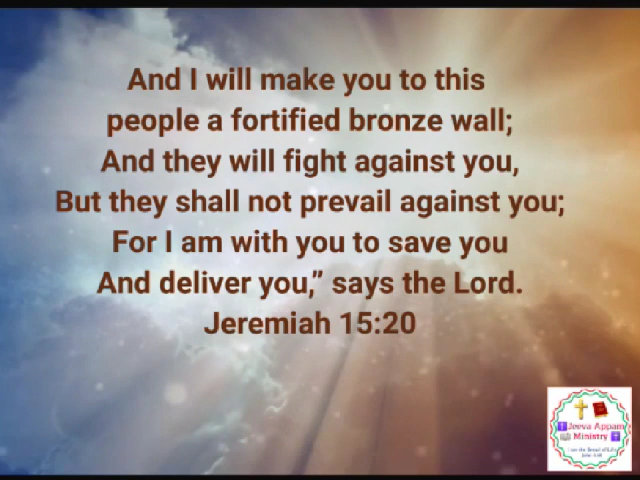 And I will make you to this
people a fortified bronze wall;
And they will fight against you,
But they shall not prevail against you;
For I am with you to save you
And deliver you,” says the Lord.
Jeremiah 15:20
Jeeva Appam
Ministry